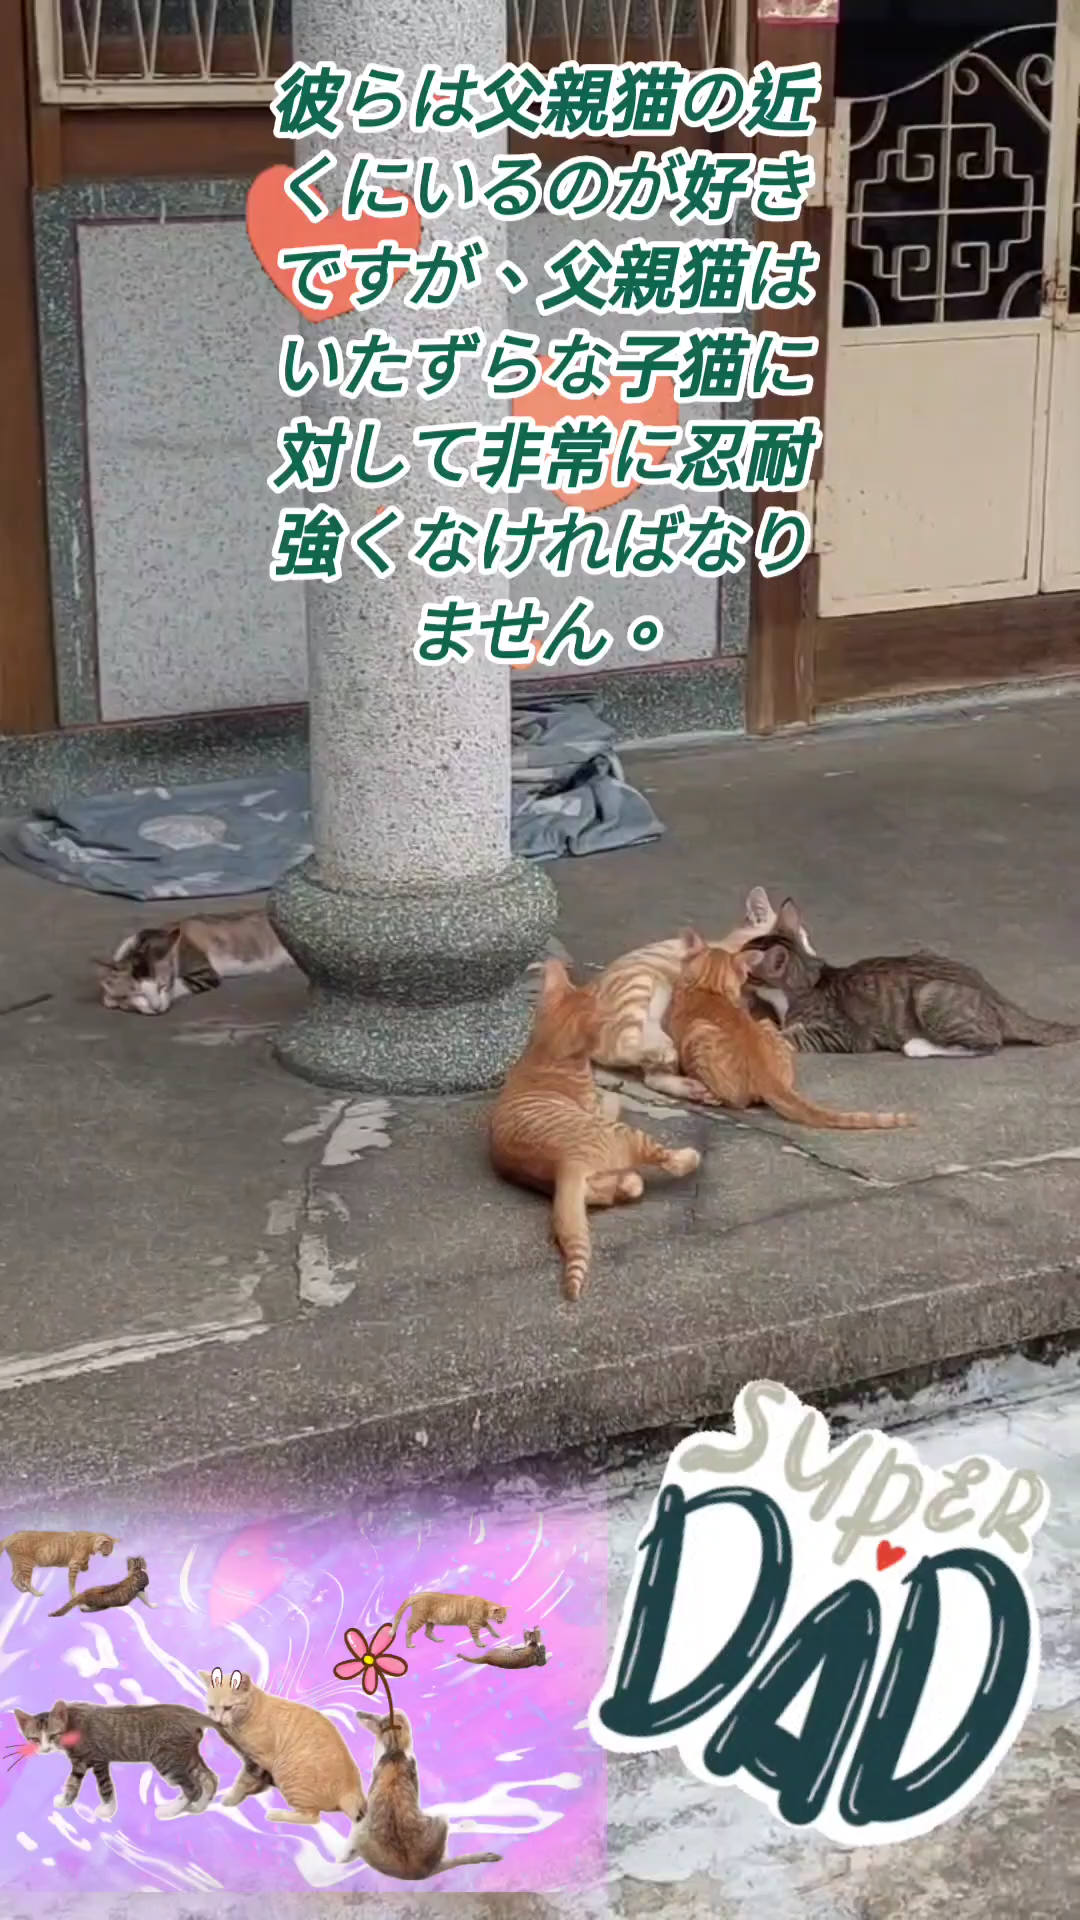 彼らは父親猫の近
くにいるのが好き
ですが、父親猫は
いたずらな子猫に
対して非常に忍耐
強くなければなり
ません。
SUPER
DAD